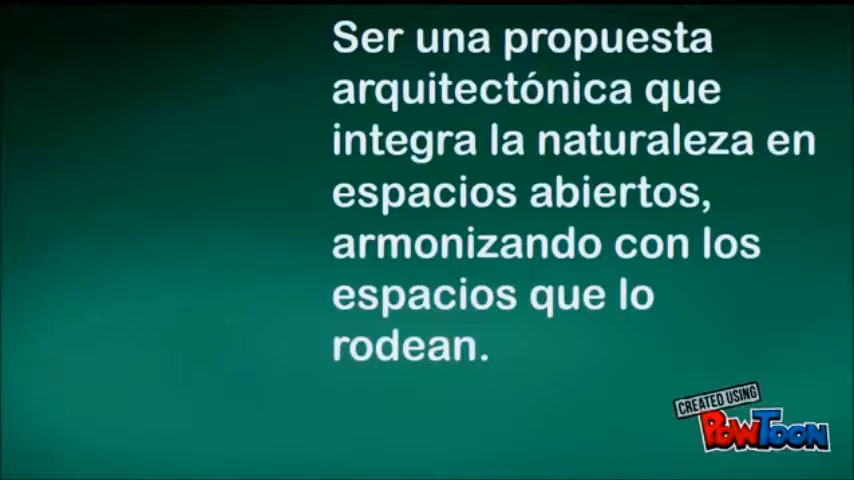 Ser una propuesta
arquitectónica que
integra la naturaleza en
espacios abiertos,
armonizando con los
espacios que lo
rodean.
CREATED USING
POWTOON